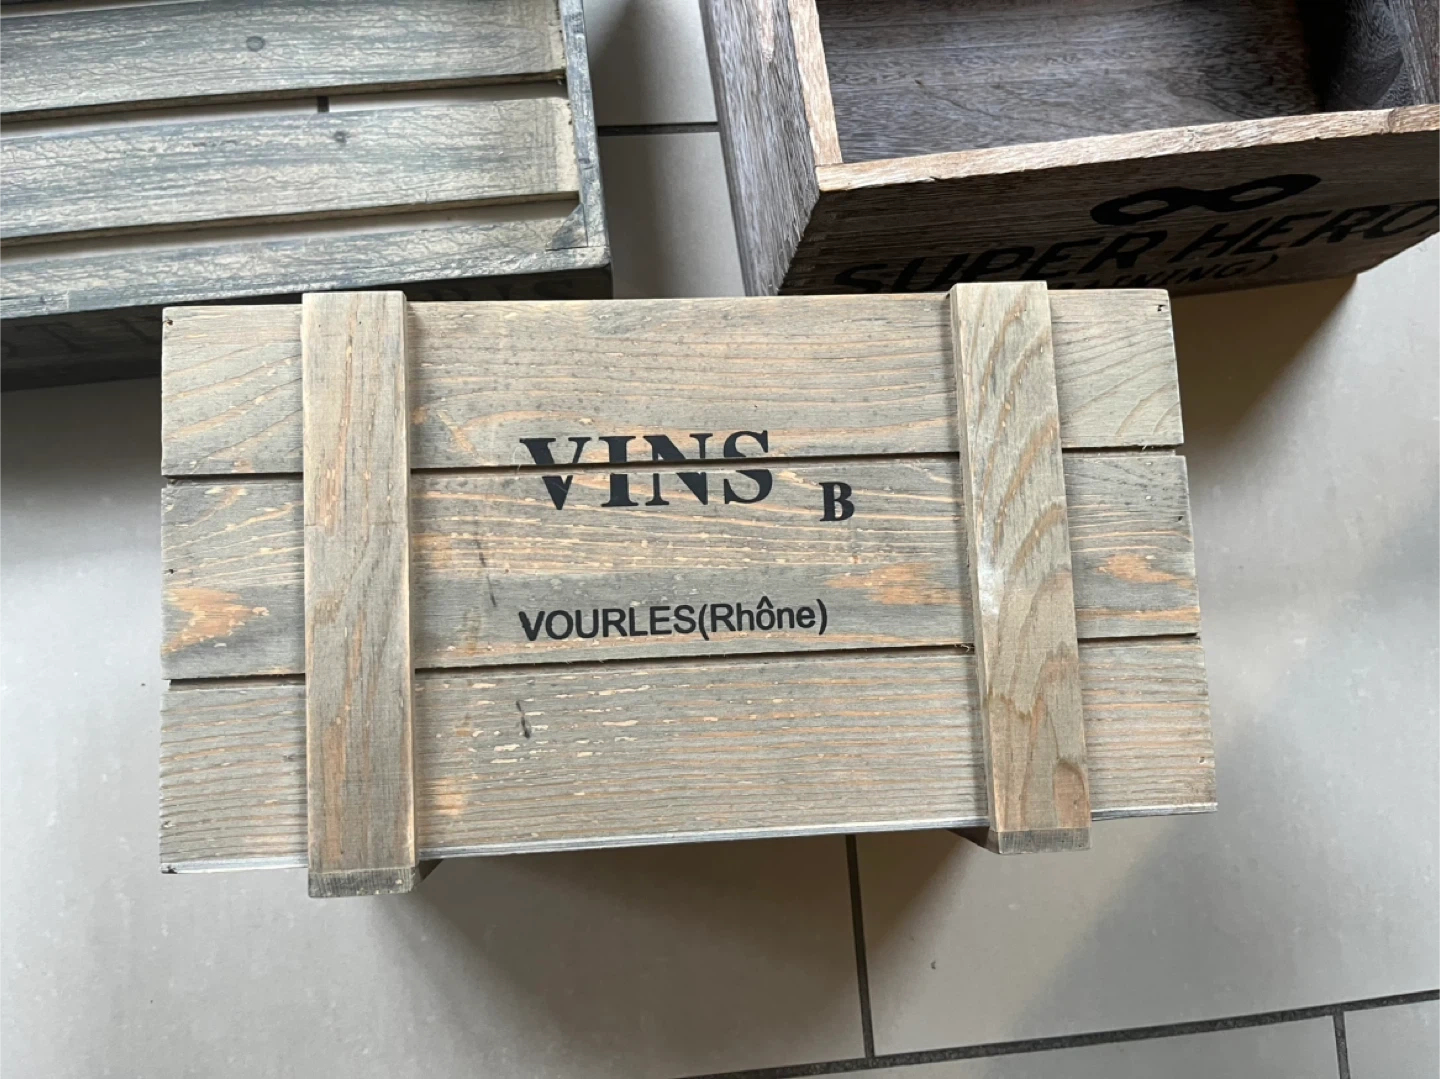 SUPER HERO
VINS
B
VOURLES(Rhône)